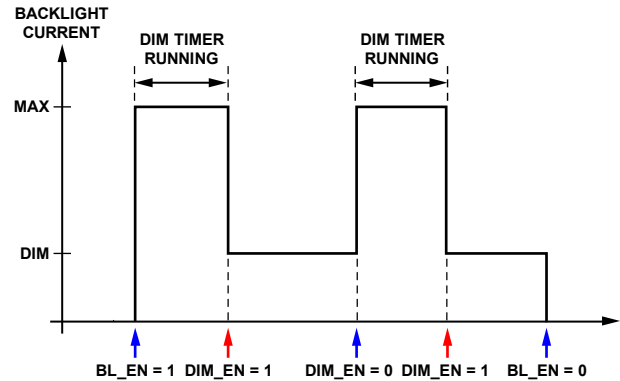 BACKLIGHT
CURRENT
DIM TIMER
RUNNING
DIM TIMER
RUNNING
MAX
DIM
BL_EN = 1 DIM_EN = 1 DIM_EN = 0 DIM_EN = 1 BL_EN = 0